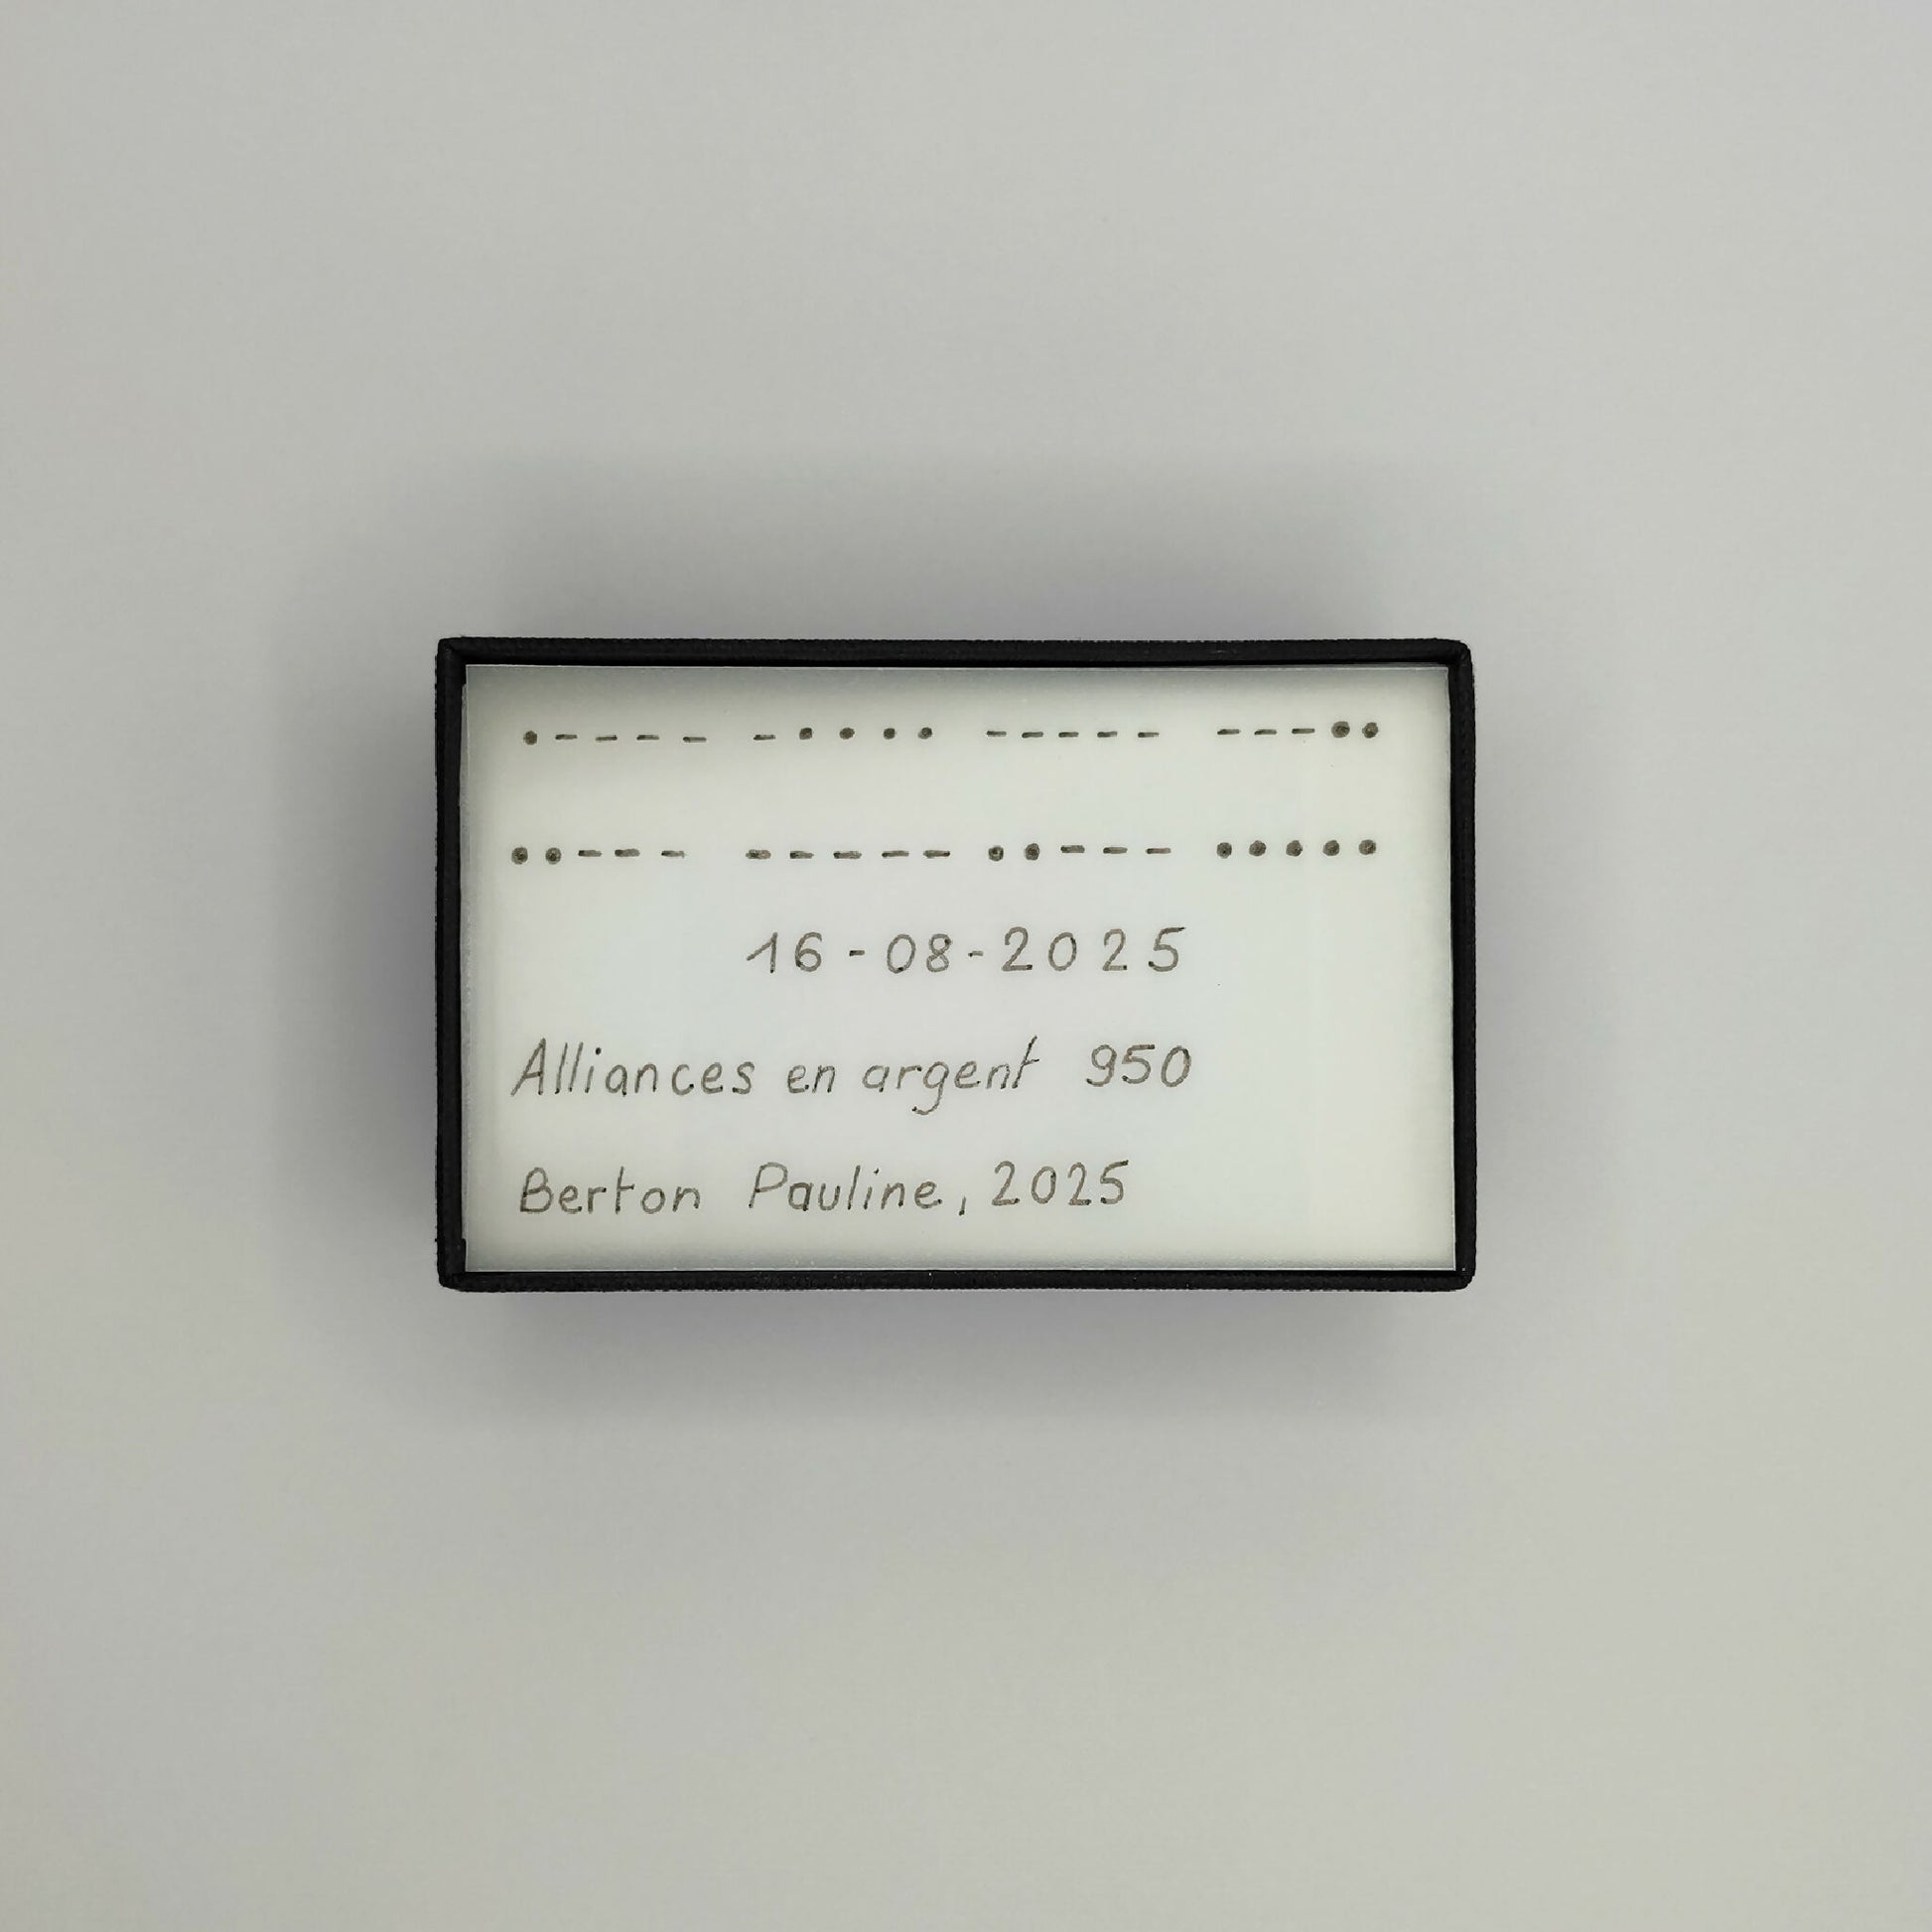 .---- -.... ----- ---..
..--- ----- ..--- .....
16-08-2025
Alliances en argent 950
Berton Pauline, 2025